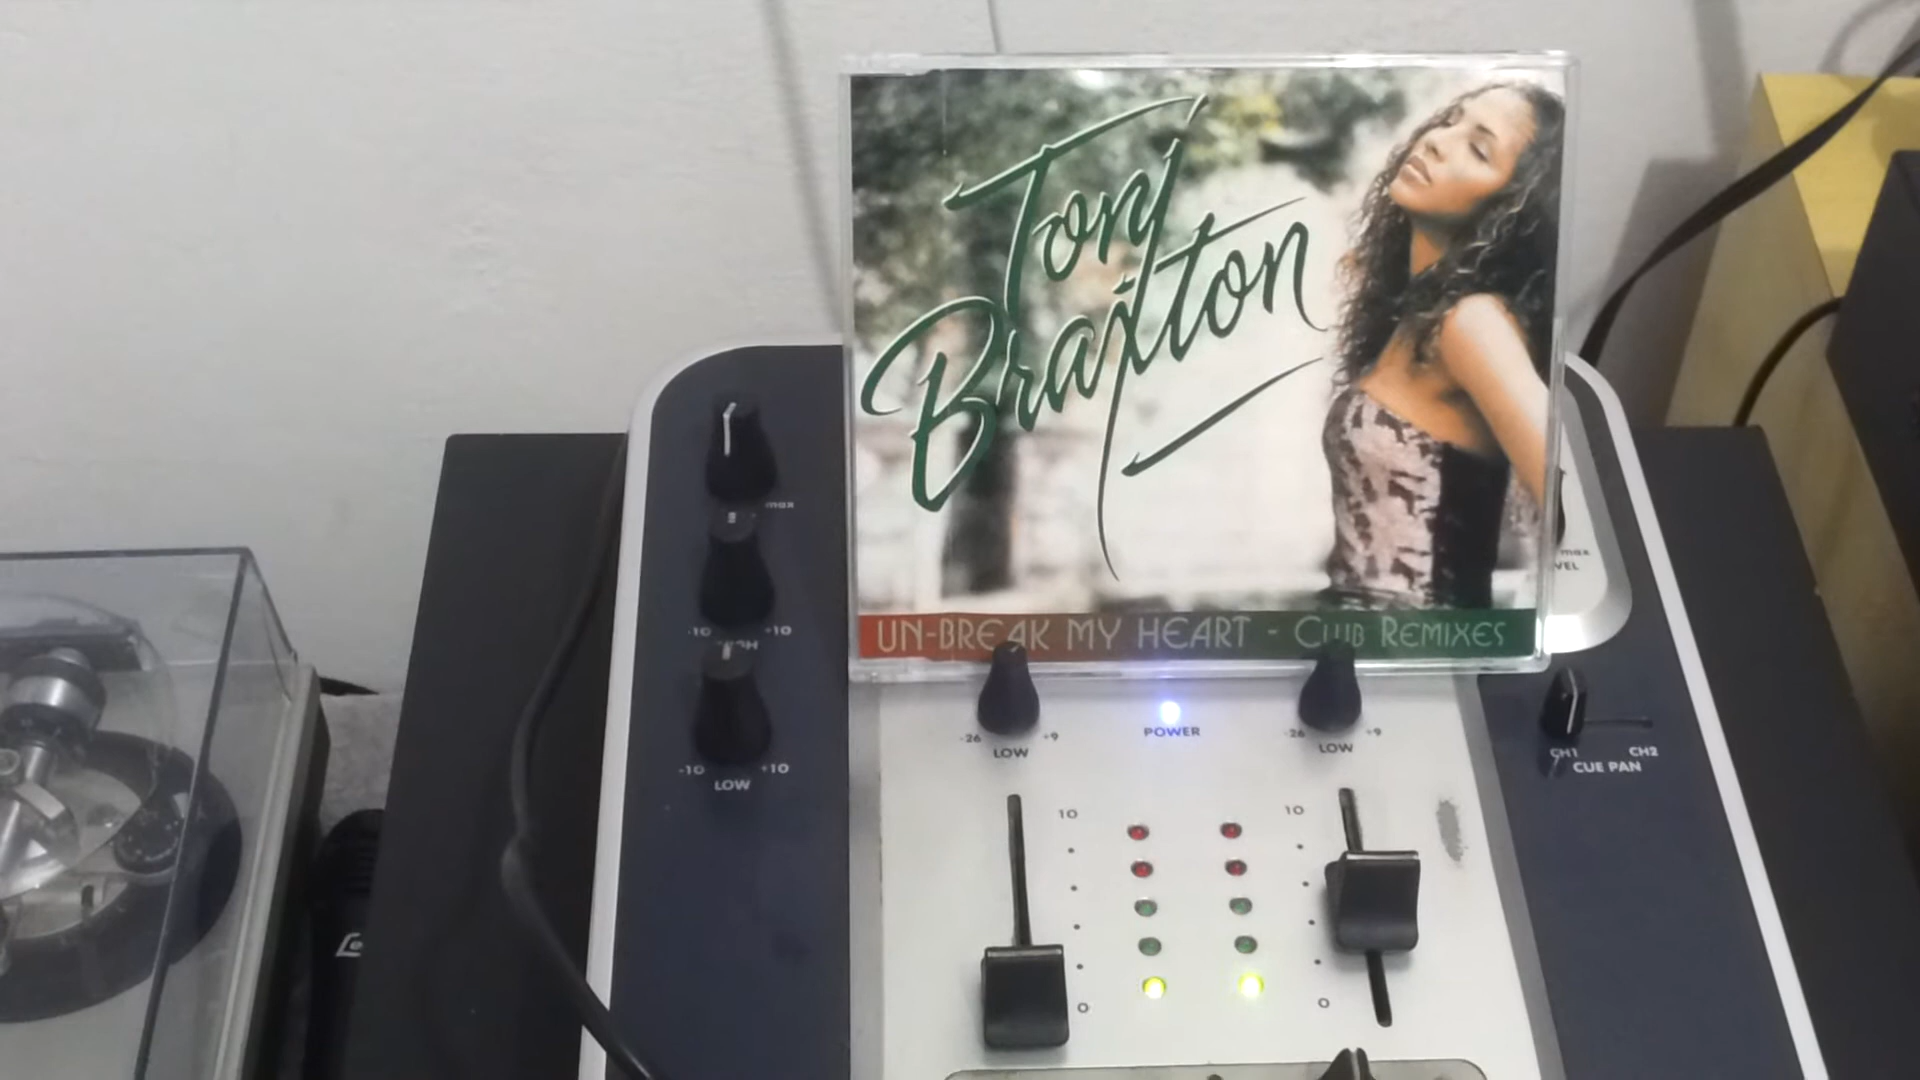 Toni
Braxton
UN-BREAK MY HEART - Club Remixes
max
max
-10 +10
-26 +9
LOW
POWER
-26 +9
LOW
CH1 CH2
CUE PAN
-10 +10
LOW
10
10
0
0